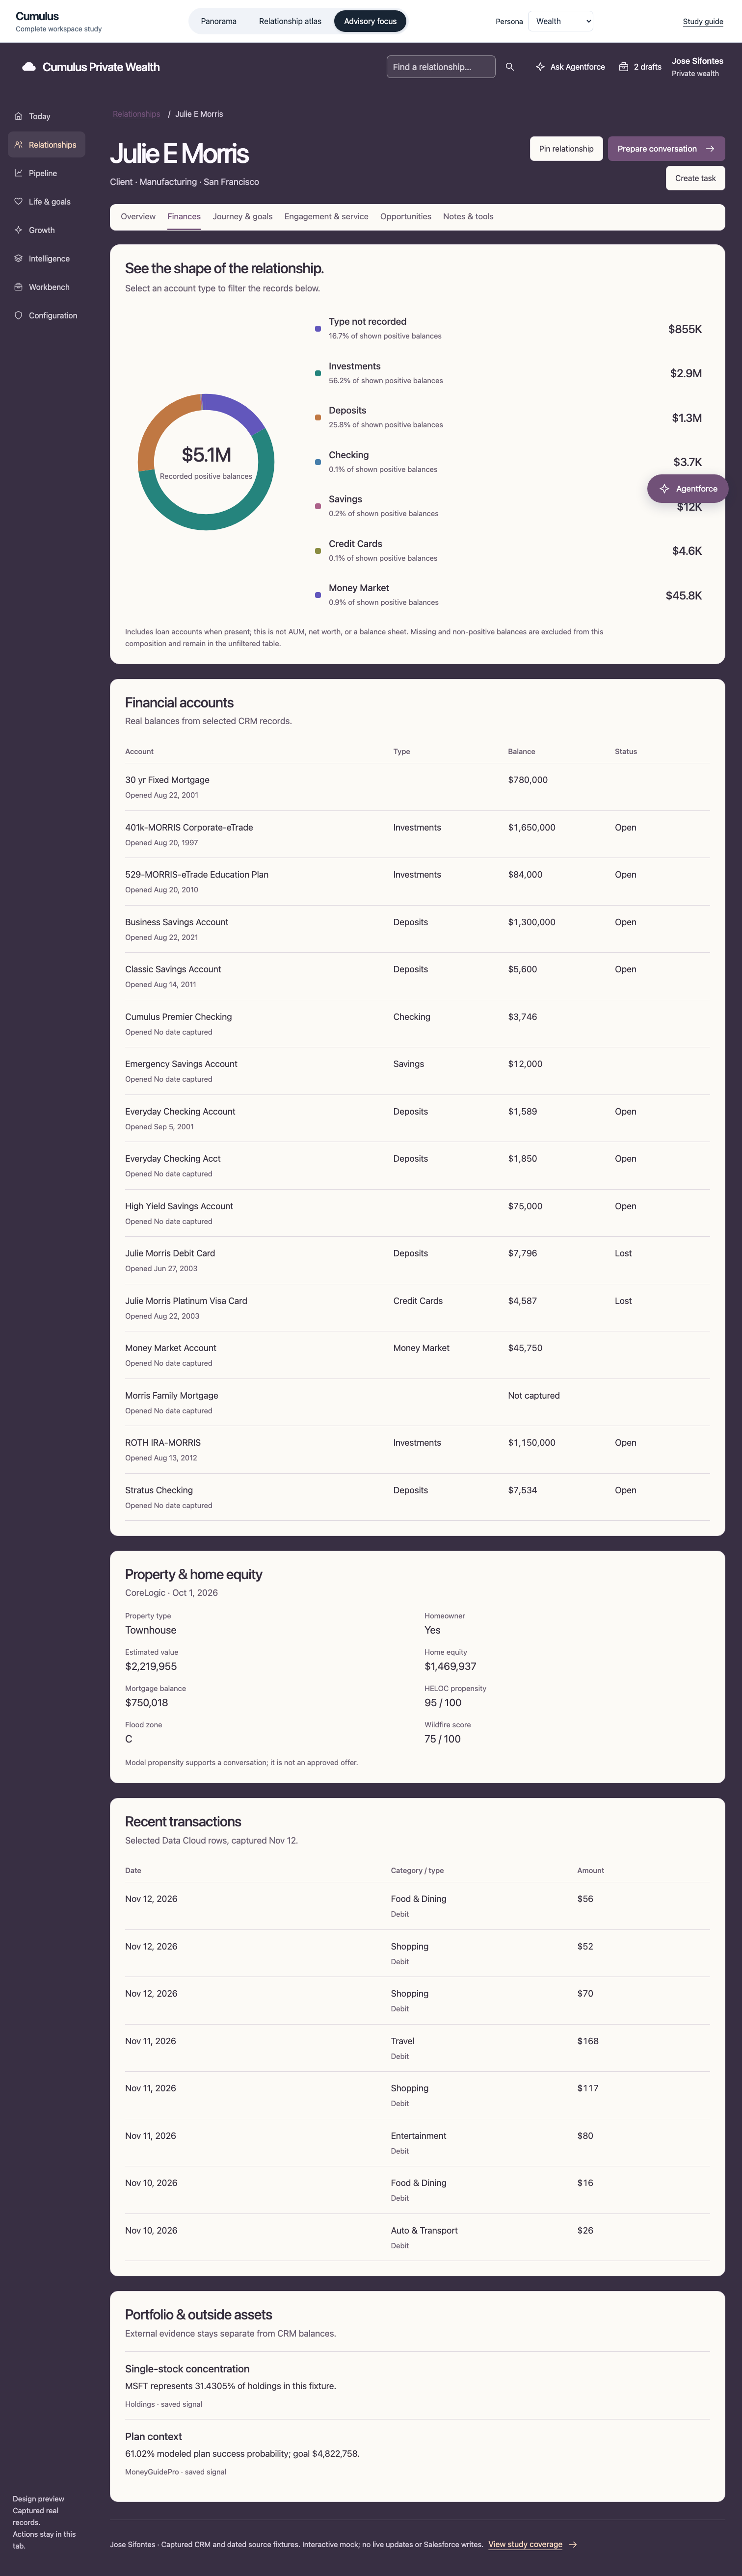 Cumulus
Complete workspace study
Panorama
Relationship atlas
Advisory focus
Persona
Wealth
Study guide
Cumulus Private Wealth
Find a relationship...
Ask Agentforce
2 drafts
Jose Sifontes
Private wealth
Today
Relationships
Pipeline
Life & goals
Growth
Intelligence
Workbench
Configuration
Relationships / Julie E Morris
Julie E Morris
Client · Manufacturing · San Francisco
Pin relationship
Prepare conversation
Create task
Overview
Finances
Journey & goals
Engagement & service
Opportunities
Notes & tools
See the shape of the relationship.
Select an account type to filter the records below.
$5.1M
Recorded positive balances
Type not recorded
16.7% of shown positive balances
$855K
Investments
56.2% of shown positive balances
$2.9M
Deposits
25.8% of shown positive balances
$1.3M
Checking
0.1% of shown positive balances
$3.7K
Savings
0.2% of shown positive balances
$12K
Agentforce
Credit Cards
0.1% of shown positive balances
$4.6K
Money Market
0.9% of shown positive balances
$45.8K
Includes loan accounts when present; this is not AUM, net worth, or a balance sheet. Missing and non-positive balances are excluded from this
composition and remain in the unfiltered table.
Financial accounts
Real balances from selected CRM records.
Account Type Balance Status
30 yr Fixed Mortgage $780,000
Opened Aug 22, 2001
401k-MORRIS Corporate-eTrade Investments $1,650,000 Open
Opened Aug 20, 1997
529-MORRIS-eTrade Education Plan Investments $84,000 Open
Opened Aug 20, 2010
Business Savings Account Deposits $1,300,000 Open
Opened Aug 22, 2021
Classic Savings Account Deposits $5,600 Open
Opened Aug 14, 2011
Cumulus Premier Checking Checking $3,746
Opened No date captured
Emergency Savings Account Savings $12,000
Opened No date captured
Everyday Checking Account Deposits $1,589 Open
Opened Sep 5, 2001
Everyday Checking Acct Deposits $1,850 Open
Opened No date captured
High Yield Savings Account $75,000 Open
Opened No date captured
Julie Morris Debit Card Deposits $7,796 Lost
Opened Jun 27, 2003
Julie Morris Platinum Visa Card Credit Cards $4,587 Lost
Opened Aug 22, 2003
Money Market Account Money Market $45,750
Opened No date captured
Morris Family Mortgage Not captured
Opened No date captured
ROTH IRA-MORRIS Investments $1,150,000 Open
Opened Aug 13, 2012
Stratus Checking Deposits $7,534 Open
Opened No date captured
Property & home equity
CoreLogic · Oct 1, 2026
Property type
Townhouse
Homeowner
Yes
Estimated value
$2,219,955
Home equity
$1,469,937
Mortgage balance
$750,018
HELOC propensity
95 / 100
Flood zone
C
Wildfire score
75 / 100
Model propensity supports a conversation; it is not an approved offer.
Recent transactions
Selected Data Cloud rows, captured Nov 12.
Date Category / type Amount
Nov 12, 2026 Food & Dining $56
Debit
Nov 12, 2026 Shopping $52
Debit
Nov 12, 2026 Shopping $70
Debit
Nov 11, 2026 Travel $168
Debit
Nov 11, 2026 Shopping $117
Debit
Nov 11, 2026 Entertainment $80
Debit
Nov 10, 2026 Food & Dining $16
Debit
Nov 10, 2026 Auto & Transport $26
Debit
Portfolio & outside assets
External evidence stays separate from CRM balances.
Single-stock concentration
MSFT represents 31.4305% of holdings in this fixture.
Holdings · saved signal
Plan context
61.02% modeled plan success probability; goal $4,822,758.
MoneyGuidePro · saved signal
Design preview
Captured real
records.
Actions stay in this
tab.
Jose Sifontes · Captured CRM and dated source fixtures. Interactive mock; no live updates or Salesforce writes. View study coverage